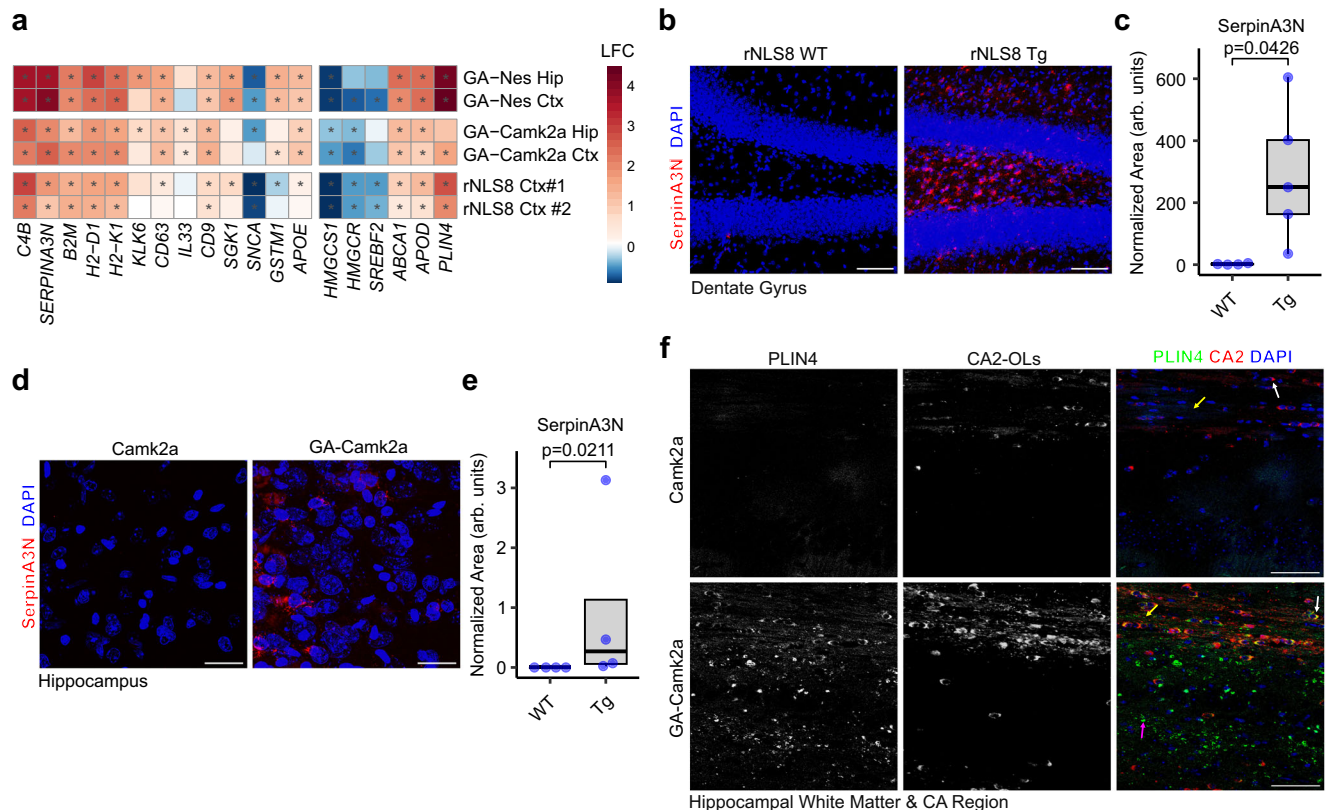 a
LFC
4
3
2
1
0
GA−Nes Hip
GA−Nes Ctx
GA−Camk2a Hip
GA−Camk2a Ctx
rNLS8 Ctx#1
rNLS8 Ctx #2
C4B
SERPINA3N
B2M
H2−D1
H2−K1
KLK6
CD63
IL33
CD9
SGK1
SNCA
GSTM1
APOE
HMGCS1
HMGCR
SREBF2
ABCA1
APOD
PLIN4
b
rNLS8 WT
rNLS8 Tg
SerpinA3N DAPI
Dentate Gyrus
c
SerpinA3N
p=0.0426
Normalized Area (arb. units)
600
400
200
0
WT
Tg
d
Camk2a
GA-Camk2a
SerpinA3N DAPI
Hippocampus
e
SerpinA3N
p=0.0211
Normalized Area (arb. units)
3
2
1
0
WT
Tg
f
PLIN4
CA2-OLs
PLIN4 CA2 DAPI
Camk2a
GA-Camk2a
Hippocampal White Matter & CA Region